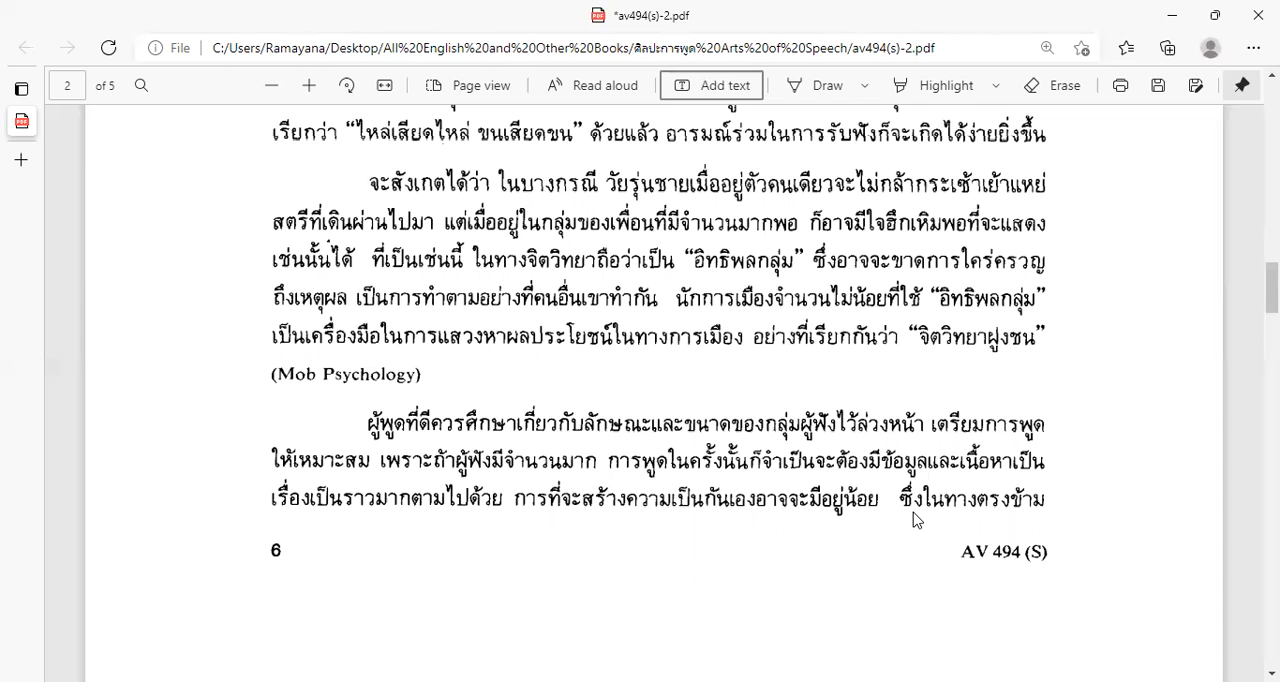 *av494(s)-2.pdf
File C:/Users/Ramayana/Desktop/All%20English%20and%20Other%20Books/ศิลปะการพูด%20Arts%20of%20Speech/av494(s)-2.pdf
2 of 5 Page view Read aloud Add text Draw Highlight Erase
เรียกว่า “ไหล่เสียดไหล่ ขนเสียดขน” ด้วยแล้ว อารมณ์ร่วมในการรับฟังก็จะเกิดได้ง่ายยิ่งขึ้น
จะสังเกตได้ว่า ในบางกรณี วัยรุ่นชายเมื่ออยู่ตัวคนเดียวจะไม่กล้ากระเซ้าเย้าแหย่
สตรีที่เดินผ่านไปมา แต่เมื่ออยู่ในกลุ่มของเพื่อนที่มีจำนวนมากพอ ก็อาจมีใจฮึกเหิมพอที่จะแสดง
เช่นนั้นได้ ที่เป็นเช่นนี้ ในทางจิตวิทยาถือว่าเป็น “อิทธิพลกลุ่ม” ซึ่งอาจจะขาดการใคร่ครวญ
ถึงเหตุผล เป็นการทำตามอย่างที่คนอื่นเขาทำกัน นักการเมืองจำนวนไม่น้อยที่ใช้ “อิทธิพลกลุ่ม”
เป็นเครื่องมือในการแสวงหาผลประโยชน์ในทางการเมือง อย่างที่เรียกกันว่า “จิตวิทยาฝูงชน”
(Mob Psychology)
ผู้พูดที่ดีควรศึกษาเกี่ยวกับลักษณะและขนาดของกลุ่มผู้ฟังไว้ล่วงหน้า เตรียมการพูด
ให้เหมาะสม เพราะถ้าผู้ฟังมีจำนวนมาก การพูดในครั้งนั้นก็จำเป็นจะต้องมีข้อมูลและเนื้อหาเป็น
เรื่องเป็นราวมากตามไปด้วย การที่จะสร้างความเป็นกันเองอาจจะมีอยู่น้อย ซึ่งในทางตรงข้าม
6 AV 494 (S)